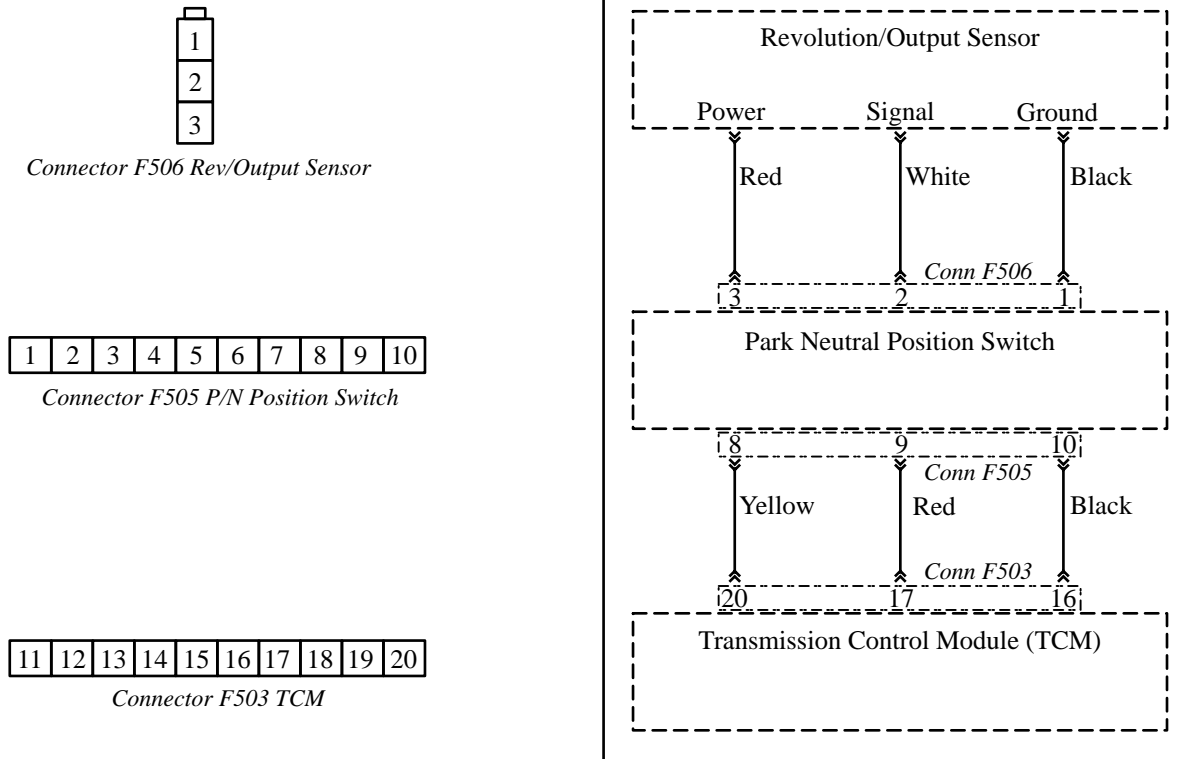 1
2
3
Connector F506 Rev/Output Sensor
1 2 3 4 5 6 7 8 9 10
Connector F505 P/N Position Switch
11 12 13 14 15 16 17 18 19 20
Connector F503 TCM
Revolution/Output Sensor
Power Signal Ground
Red White Black
Conn F506
3 2 1
Park Neutral Position Switch
8 9 10
Conn F505
Yellow Red Black
Conn F503
20 17 16
Transmission Control Module (TCM)